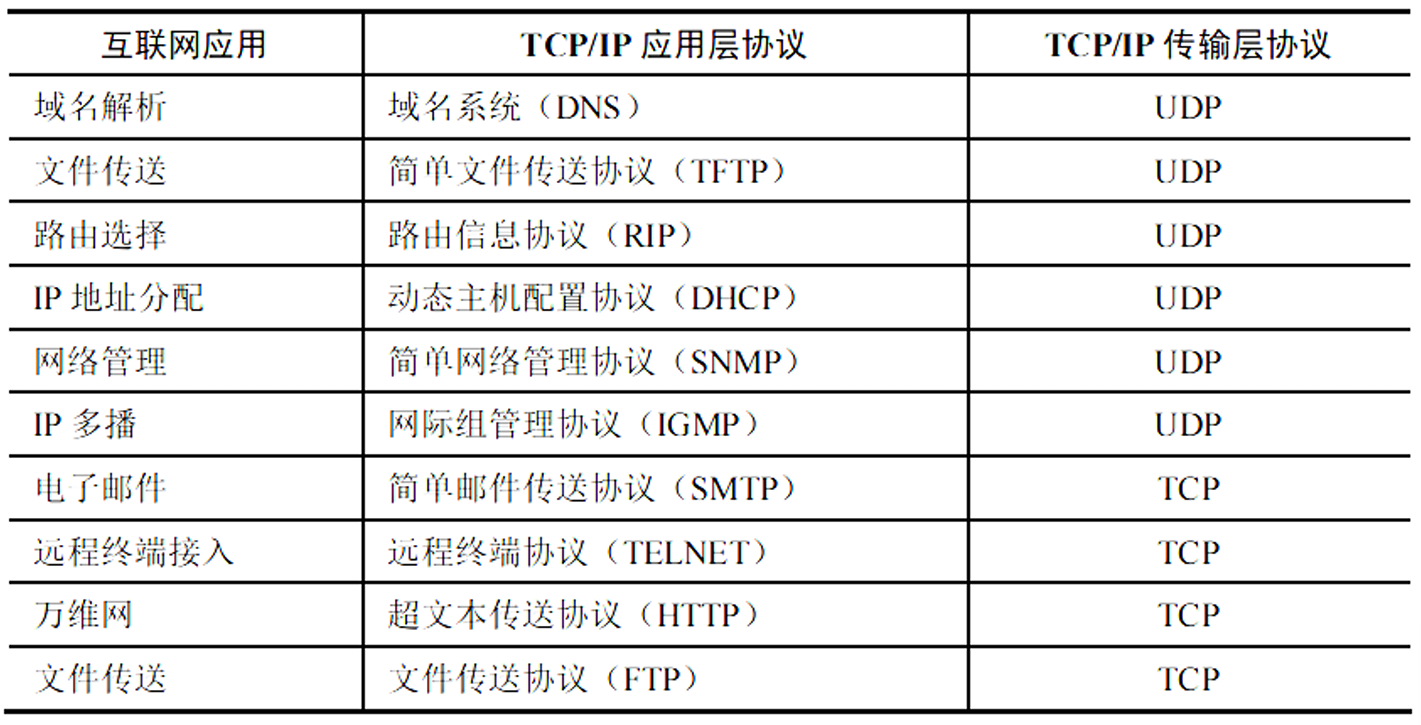 互联网应用 TCP/IP 应用层协议 TCP/IP 传输层协议
域名解析 域名系统（DNS） UDP
文件传送 简单文件传送协议（TFTP） UDP
路由选择 路由信息协议（RIP） UDP
IP 地址分配 动态主机配置协议（DHCP） UDP
网络管理 简单网络管理协议（SNMP） UDP
IP 多播 网际组管理协议（IGMP） UDP
电子邮件 简单邮件传送协议（SMTP） TCP
远程终端接入 远程终端协议（TELNET） TCP
万维网 超文本传送协议（HTTP） TCP
文件传送 文件传送协议（FTP） TCP